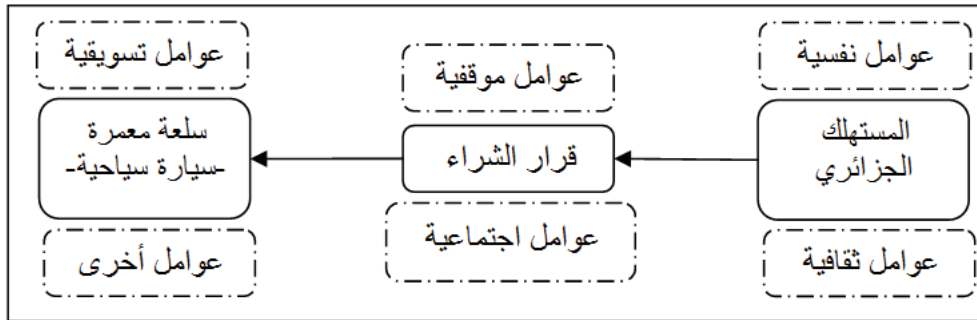 عوامل نفسية
المستهلك
الجزائري
عوامل ثقافية
عوامل موقفية
قرار الشراء
عوامل اجتماعية
عوامل تسويقية
سلعة معمرة
-سيارة سياحية-
عوامل أخرى